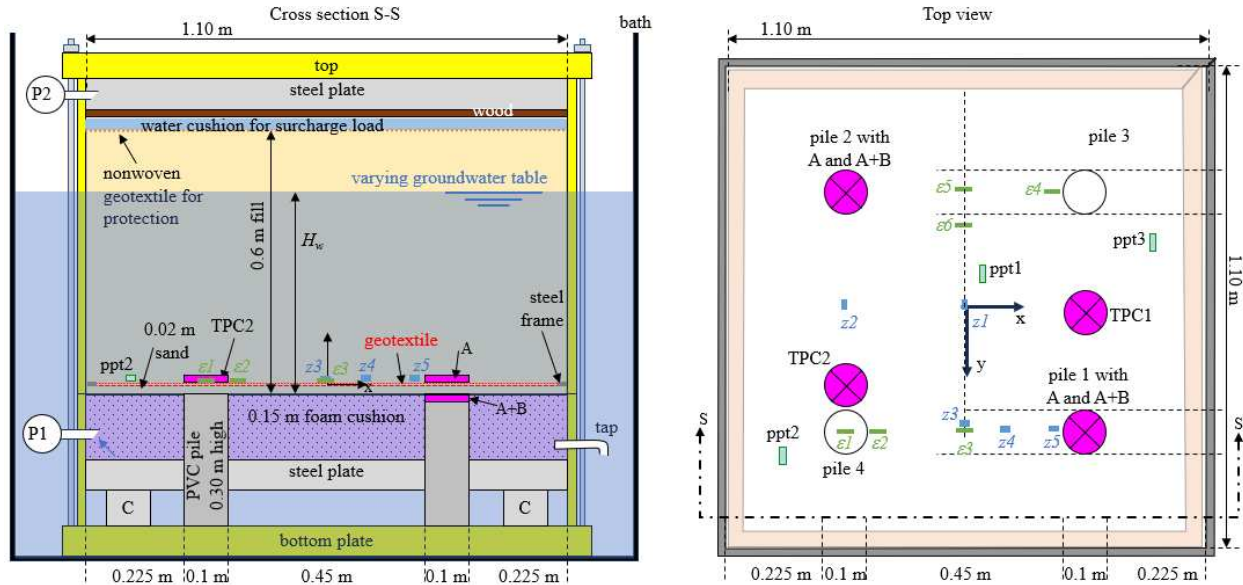 Cross section S-S
bath
1.10 m
top
P2
steel plate
wood
water cushion for surcharge load
nonwoven
geotextile for
protection
varying groundwater table
0.6 m fill
Hw
steel
frame
0.02 m
sand
TPC2
geotextile
A
ppt2
ε1
ε2
z3
ε3
z4
z5
x
A+B
0.15 m foam cushion
P1
tap
PVC pile
0.30 m high
steel plate
C
C
bottom plate
0.225 m
0.1 m
0.45 m
0.1 m
0.225 m
Top view
1.10 m
pile 2 with
A and A+B
pile 3
ε5
ε4
ε6
ppt3
ppt1
1.10 m
z2
z1
x
TPC1
TPC2
y
pile 1 with
A and A+B
S
S
z3
ppt2
ε1
ε2
ε3
z4
z5
pile 4
0.225 m
0.1 m
0.45 m
0.1 m
0.225 m